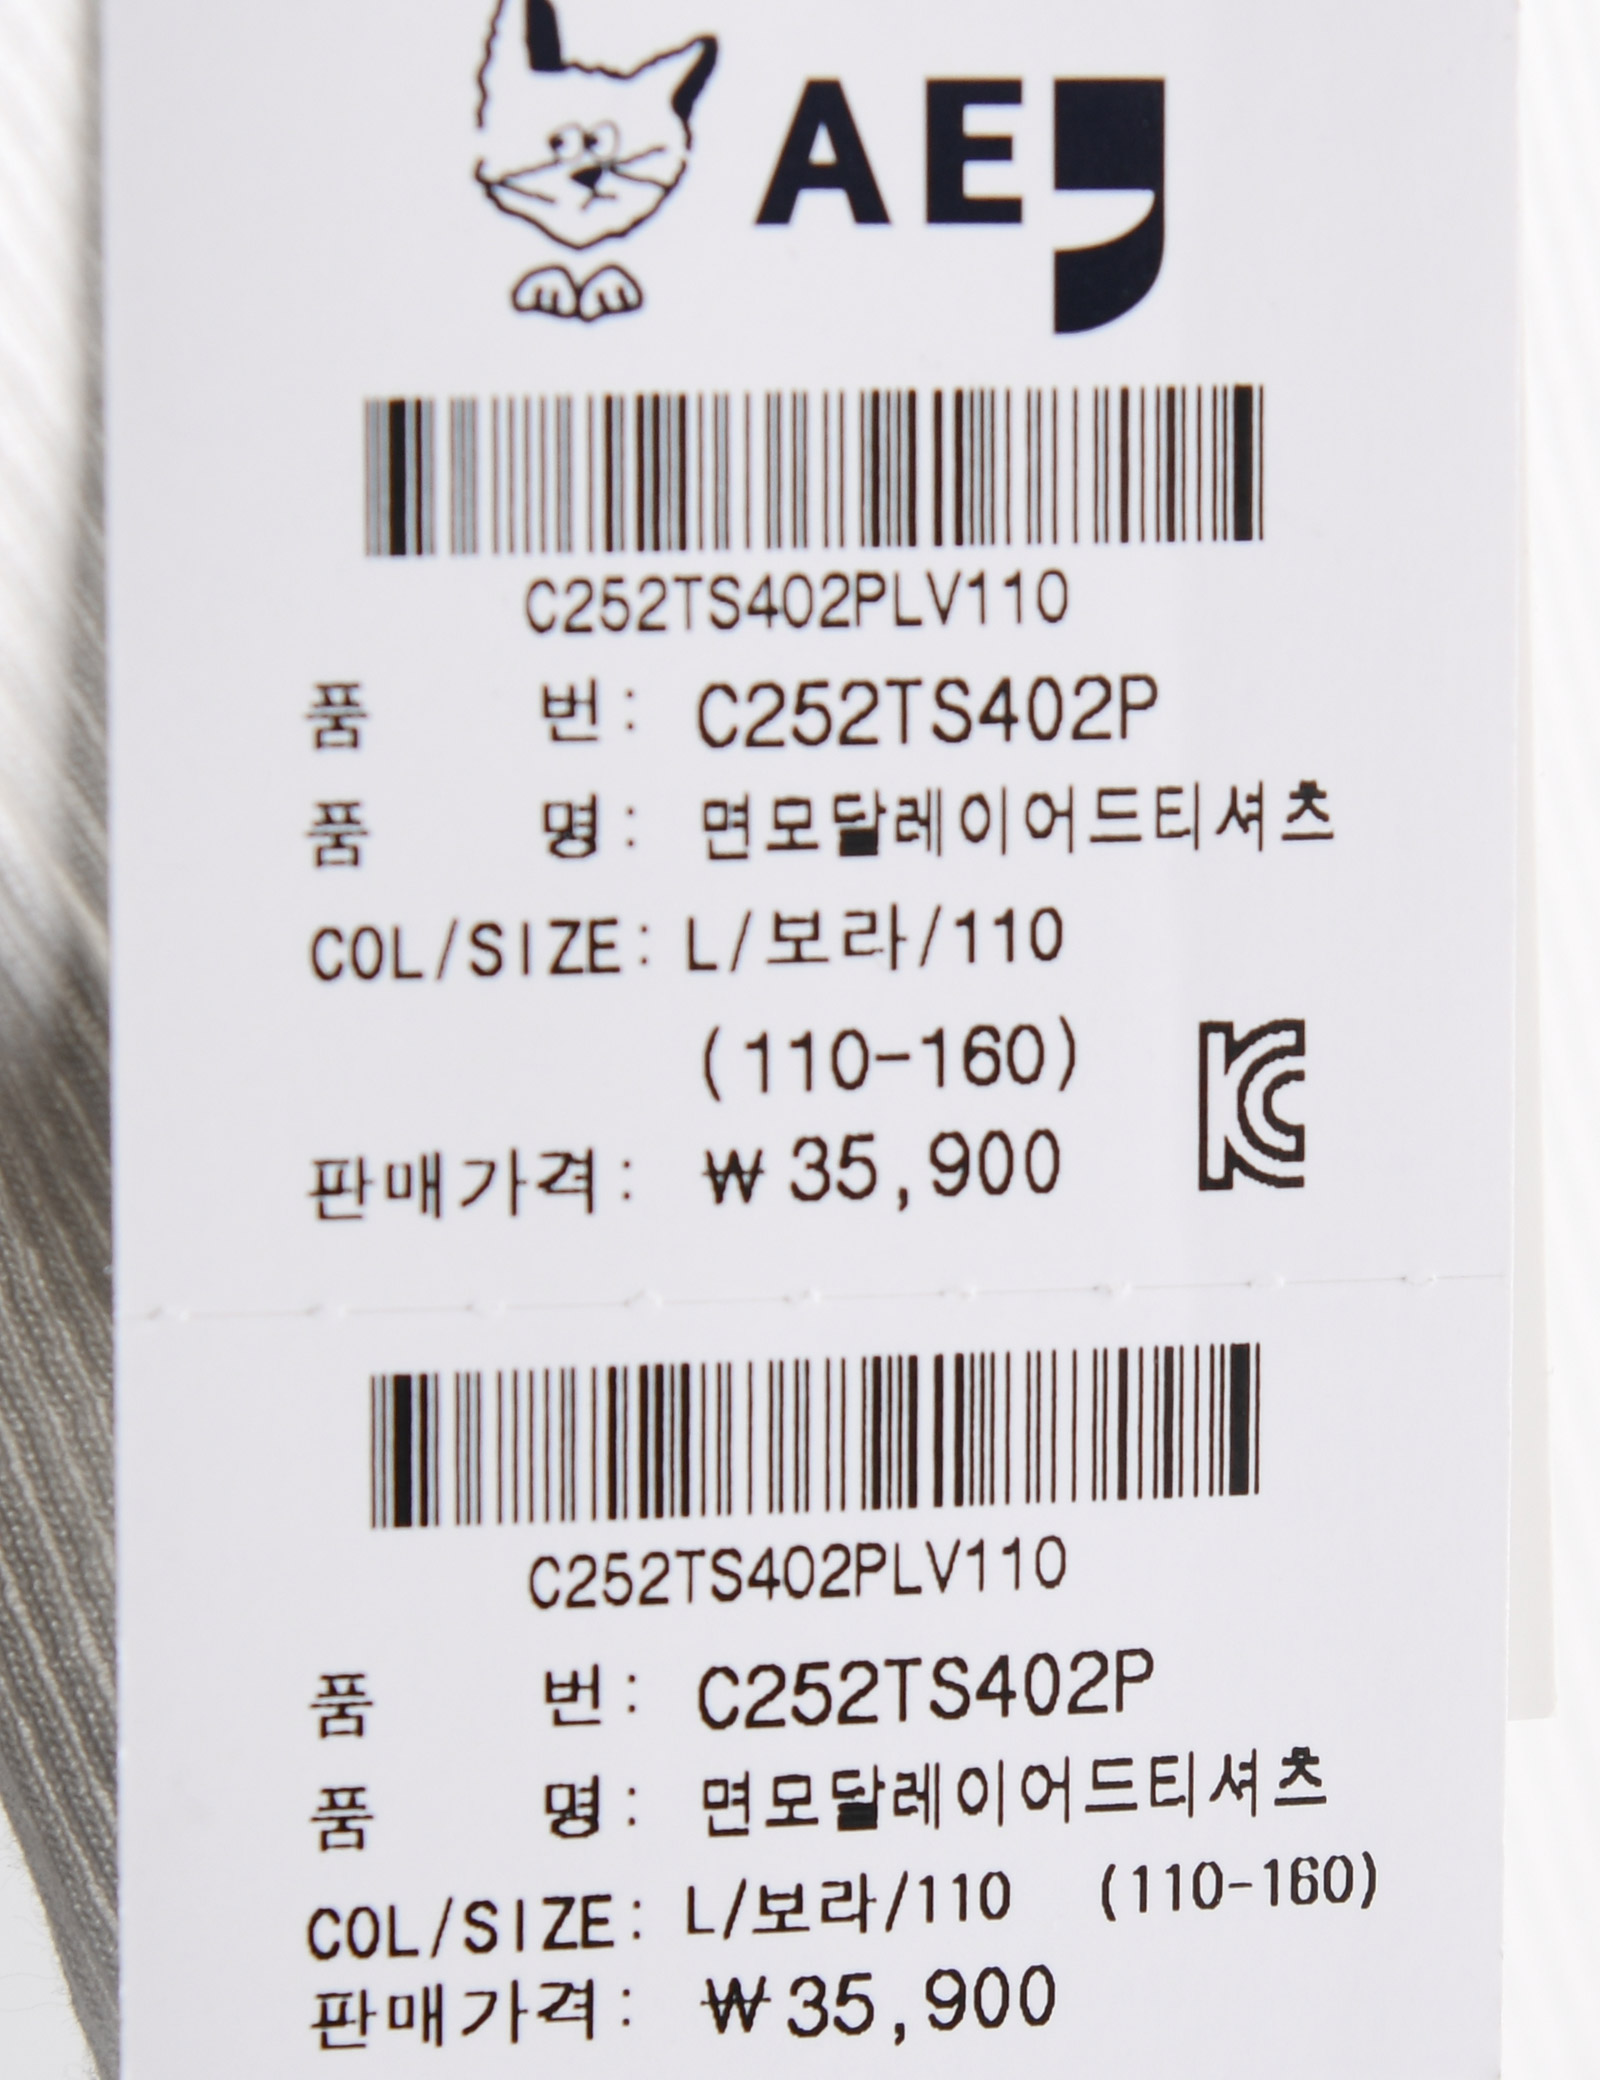 AE
C252TS402PLV110
품 번: C252TS402P
품 명: 면모달레이어드티셔츠
COL/SIZE: L/보라/110
(110-160)
판매가격: ₩35,900
KC
C252TS402PLV110
품 번: C252TS402P
품 명: 면모달레이어드티셔츠
COL/SIZE: L/보라/110 (110-160)
판매가격: ₩35,900